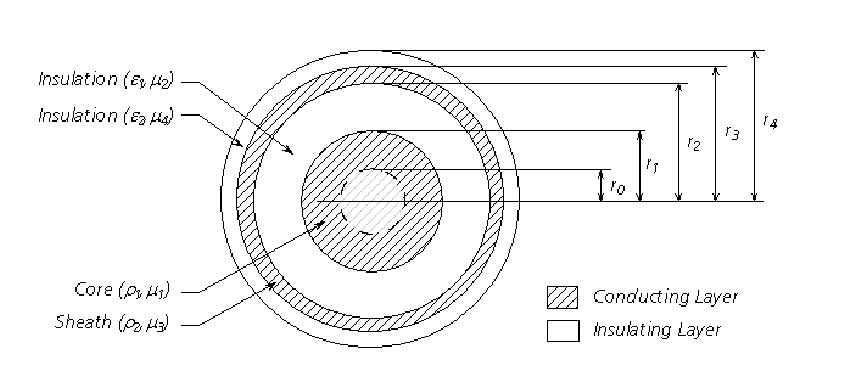 Insulation (ε1, μ2)
Insulation (ε2, μ4)
Core (ρ1, μ1)
Sheath (ρ2, μ3)
r0
r1
r2
r3
r4
Conducting Layer
Insulating Layer